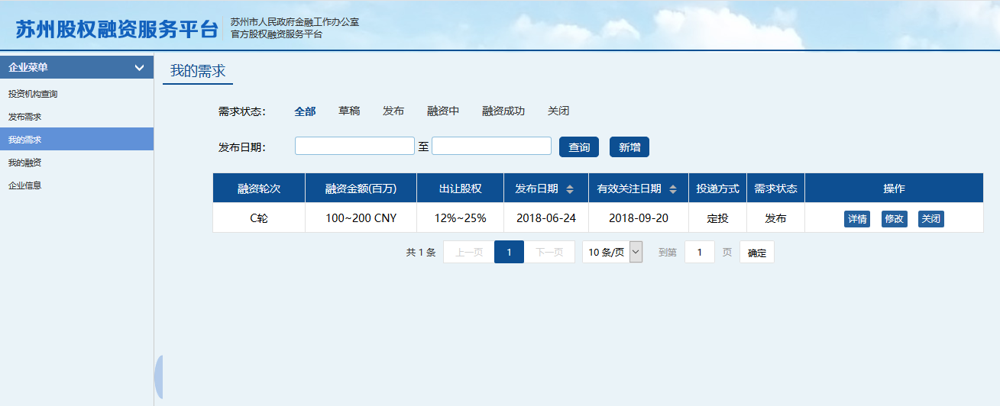 苏州股权融资服务平台
苏州市人民政府金融工作办公室
官方股权融资服务平台
企业菜单
投资机构查询
发布需求
我的需求
我的融资
企业信息
我的需求
需求状态： 全部 草稿 发布 融资中 融资成功 关闭
发布日期： 至 查询 新增
融资轮次 融资金额(百万) 出让股权 发布日期 有效关注日期 投递方式 需求状态 操作
C轮 100~200 CNY 12%~25% 2018-06-24 2018-09-20 定投 发布 详情 修改 关闭
共 1 条 上一页 1 下一页 10 条/页 到第 1 页 确定